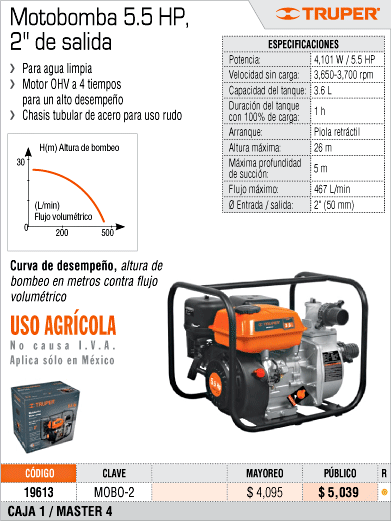 Motobomba 5.5 HP,
2" de salida
TRUPER
Para agua limpia
Motor OHV a 4 tiempos
para un alto desempeño
Chasis tubular de acero para uso rudo
ESPECIFICACIONES
Potencia: 4,101 W / 5.5 HP
Velocidad sin carga: 3,650-3,700 rpm
Capacidad del tanque: 3.6 L
Duración del tanque
con 100% de carga: 1 h
Arranque: Piola retráctil
Altura máxima: 26 m
Máxima profundidad
de succión: 5 m
Flujo máximo: 467 L/min
Ø Entrada / salida: 2" (50 mm)
H(m) Altura de bombeo
30
(L/min)
Flujo volumétrico
0
200
500
Curva de desempeño, altura de
bombeo en metros contra flujo
volumétrico
USO AGRÍCOLA
No causa I.V.A.
Aplica sólo en México
TRUPER
TRUPER
5.5
CÓDIGO CLAVE MAYOREO PÚBLICO R
19613 MOBO-2 $ 4,095 $ 5,039
CAJA 1 / MASTER 4